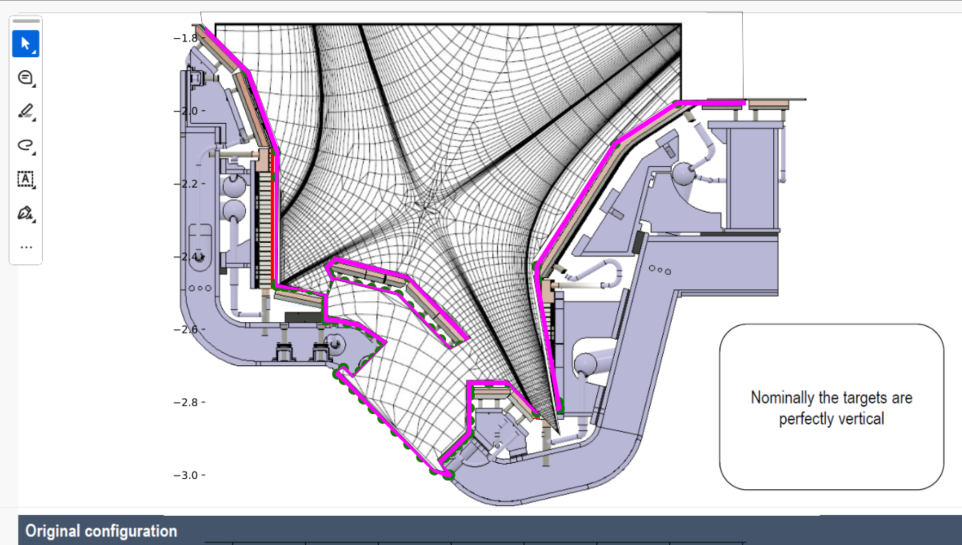 −1.8
−2.0
−2.2
−2.4
−2.6
−2.8
−3.0
Nominally the targets are
perfectly vertical
Original configuration